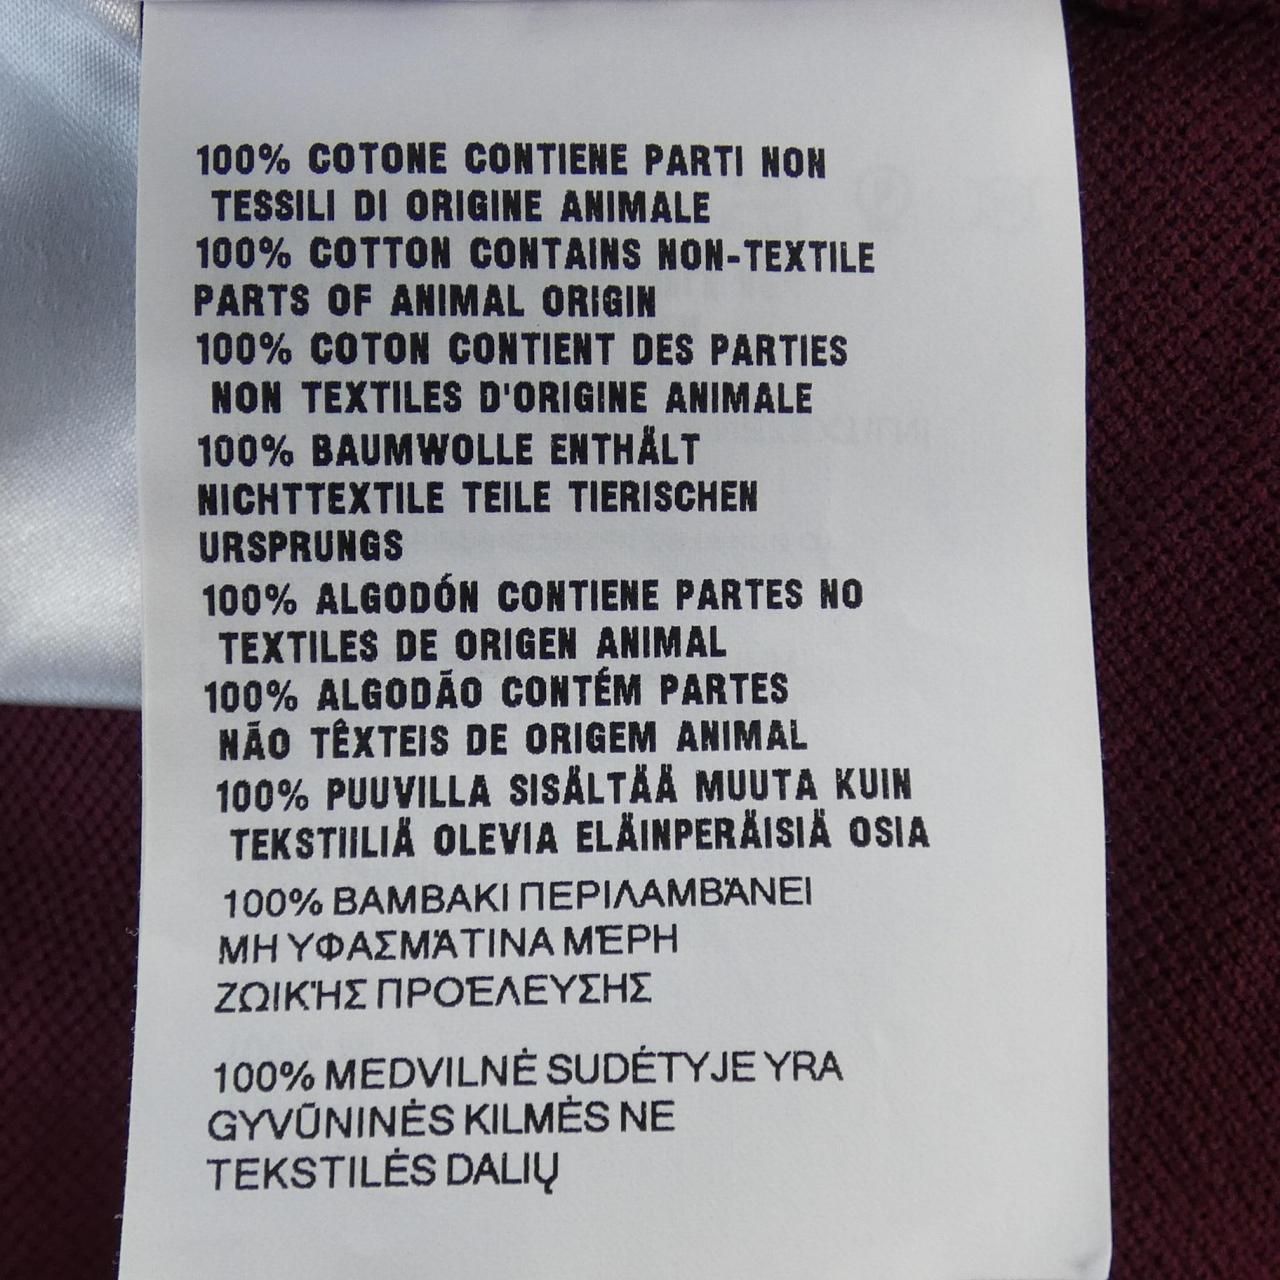 100% COTONE CONTIENE PARTI NON
TESSILI DI ORIGINE ANIMALE
100% COTTON CONTAINS NON-TEXTILE
PARTS OF ANIMAL ORIGIN
100% COTON CONTIENT DES PARTIES
NON TEXTILES D'ORIGINE ANIMALE
100% BAUMWOLLE ENTHÄLT
NICHTTEXTILE TEILE TIERISCHEN
URSPRUNGS
100% ALGODÓN CONTIENE PARTES NO
TEXTILES DE ORIGEN ANIMAL
100% ALGODÃO CONTÉM PARTES
NÃO TÊXTEIS DE ORIGEM ANIMAL
100% PUUVILLA SISÄLTÄÄ MUUTA KUIN
TEKSTIILIÄ OLEVIA ELÄINPERÄISIÄ OSIA
100% ΒΑΜΒΑΚΙ ΠΕΡΙΛΑΜΒΆΝΕΙ
ΜΗ ΥΦΑΣΜΆΤΙΝΑ ΜΈΡΗ
ΖΩΙΚΉΣ ΠΡΟΈΛΕΥΣΗΣ
100% MEDVILNĖ SUDĖTYJE YRA
GYVŪNINĖS KILMĖS NE
TEKSTILĖS DALIŲ